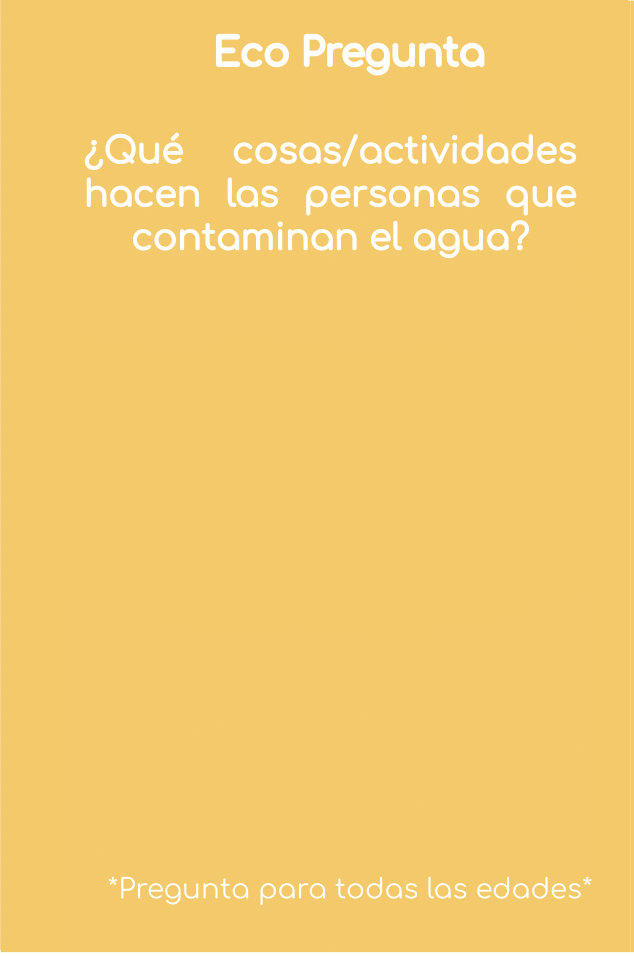 Eco Pregunta
¿Qué cosas/actividades
hacen las personas que
contaminan el agua?
*Pregunta para todas las edades*